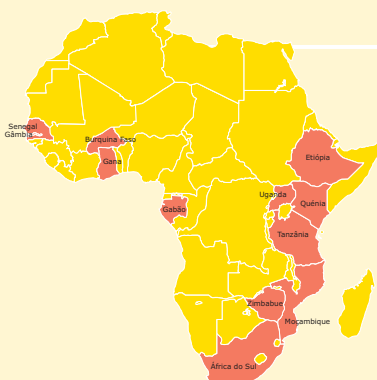 Senegal
Gâmbia
Burquina Faso
Gana
Etiópia
Uganda
Quénia
Gabão
Tanzânia
Zimbabue
Moçambique
África do Sul